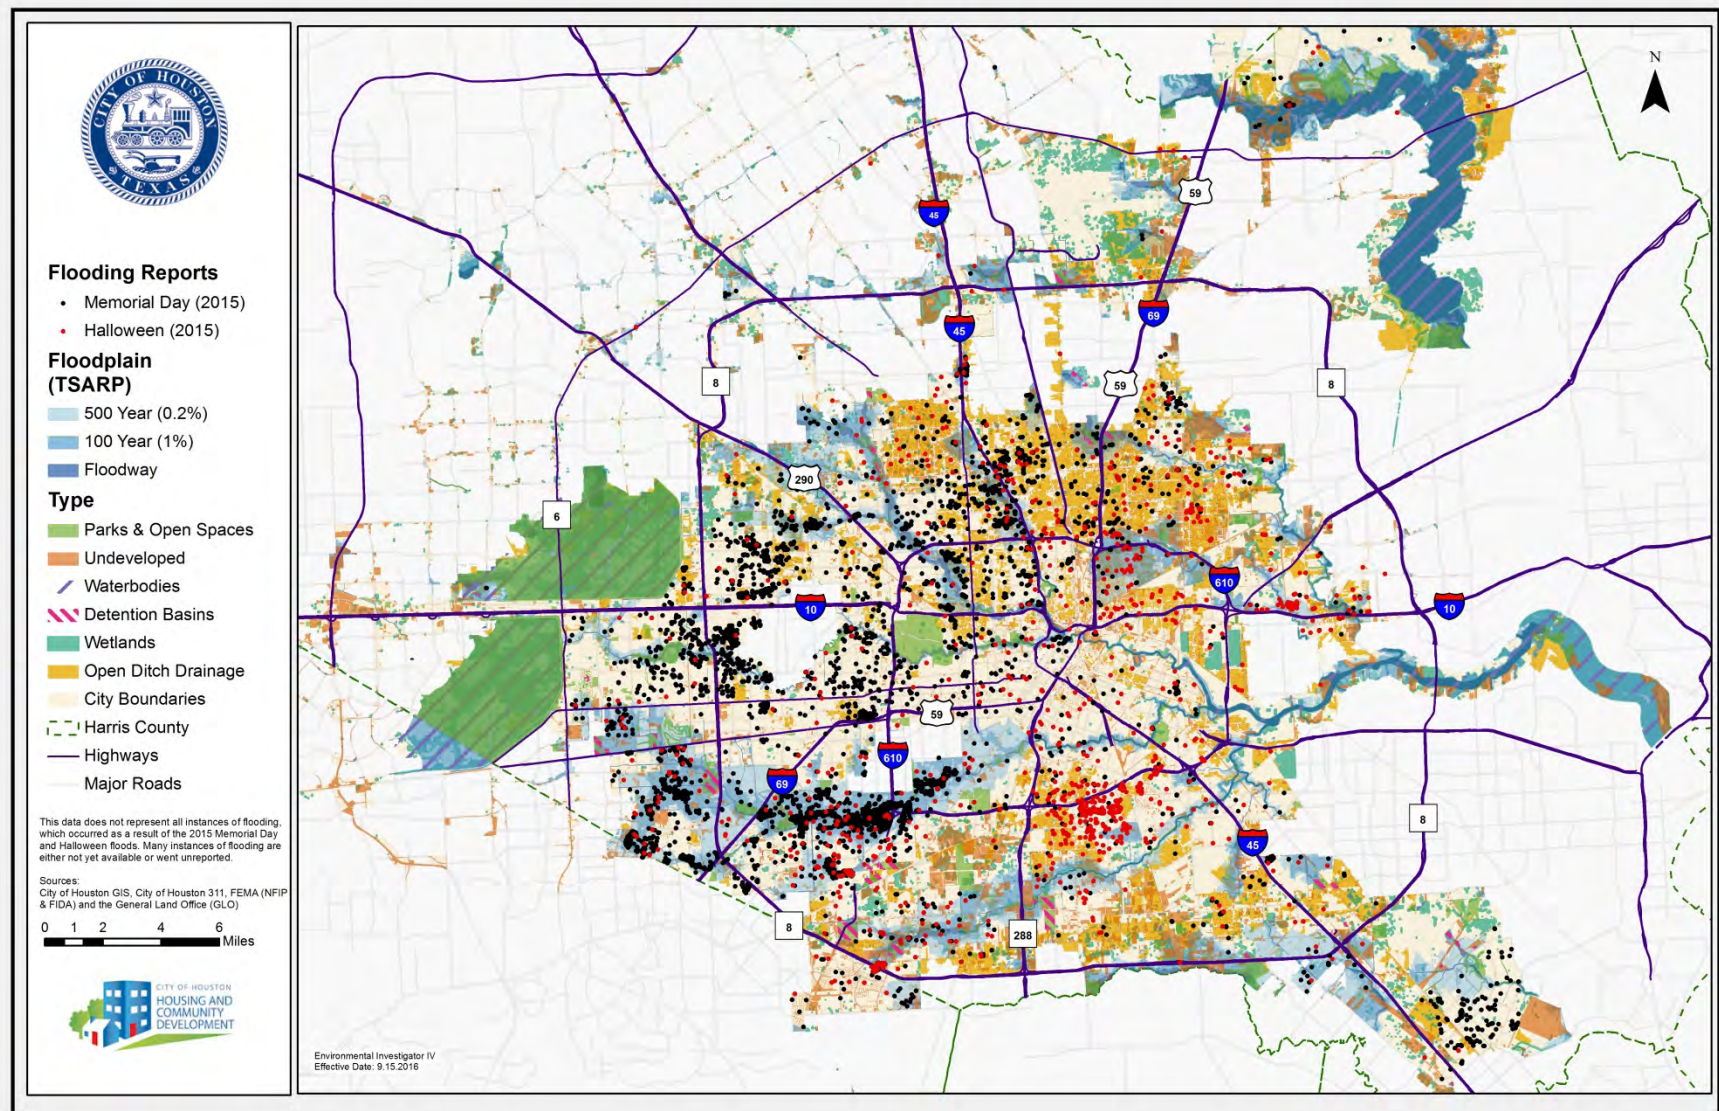 CITY OF HOUSTON
TEXAS
Flooding Reports
Memorial Day (2015)
Halloween (2015)
Floodplain
(TSARP)
500 Year (0.2%)
100 Year (1%)
Floodway
Type
Parks & Open Spaces
Undeveloped
Waterbodies
Detention Basins
Wetlands
Open Ditch Drainage
City Boundaries
Harris County
Highways
Major Roads
This data does not represent all instances of flooding,
which occurred as a result of the 2015 Memorial Day
and Halloween floods. Many instances of flooding are
either not yet available or went unreported.
Sources:
City of Houston GIS, City of Houston 311, FEMA (NFIP
& FIDA) and the General Land Office (GLO)
0 1 2 4 6
Miles
CITY OF HOUSTON
HOUSING AND
COMMUNITY
DEVELOPMENT
N
59
45
69
45
8
59
8
290
6
610
10
10
59
610
69
8
45
8
288
Environmental Investigator IV
Effective Date: 9.15.2016